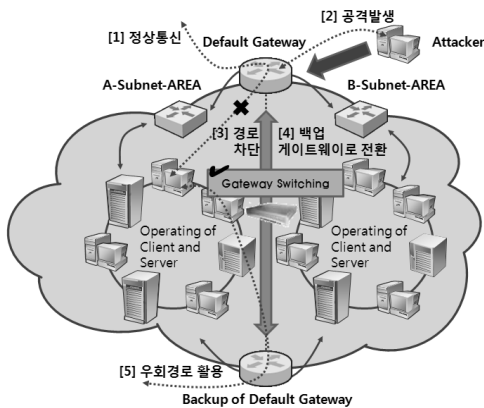 [1] 정상통신
[2] 공격발생
Default Gateway
Attacker
A-Subnet-AREA
B-Subnet-AREA
[3] 경로
차단
[4] 백업
게이트웨이로 전환
Gateway Switching
Operating of
Client and
Server
Operating of
Client and
Server
[5] 우회경로 활용
Backup of Default Gateway